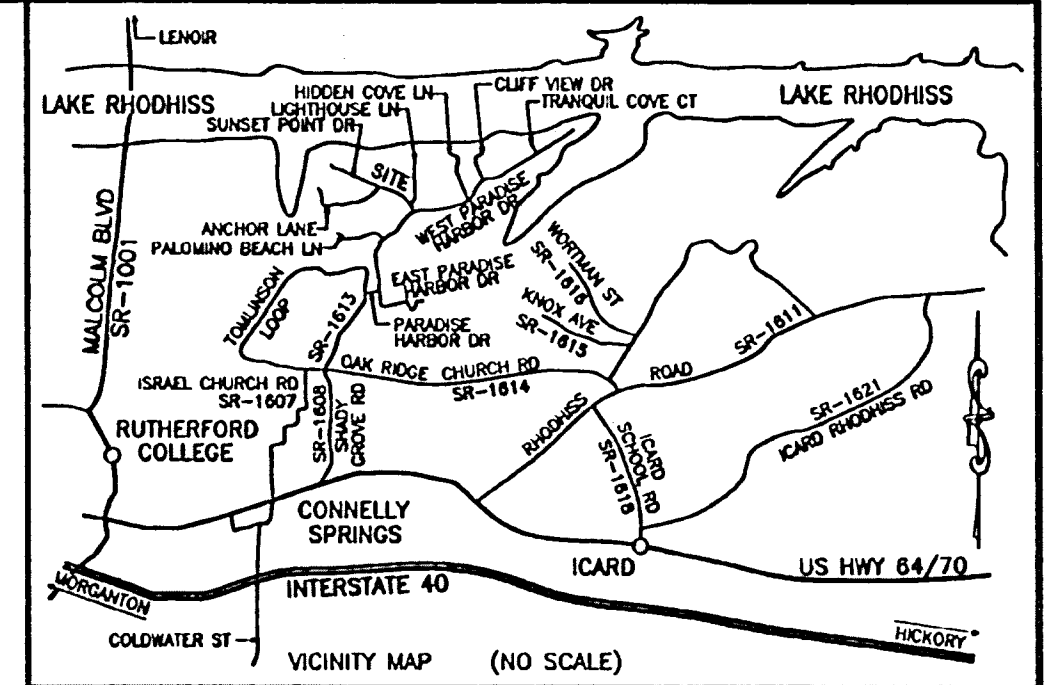 LENOIR
LAKE RHODHISS
HIDDEN COVE LN
LIGHTHOUSE LN
SUNSET POINT DR
CLIFF VIEW DR
TRANQUIL COVE CT
LAKE RHODHISS
SITE
ANCHOR LANE
PALOMINO BEACH LN
WEST PARADISE
HARBOR DR
MALCOLM BLVD
SR-1001
EAST PARADISE
HARBOR DR
WORTMAN ST
SR-1616
KNOX AVE
SR-1615
TOMLINSON
LOOP
SR-1613
PARADISE
HARBOR DR
SR-1611
ROAD
OAK RIDGE CHURCH RD
SR-1614
ISRAEL CHURCH RD
SR-1607
SR-1608
SHADY
GROVE RD
RHODHISS
SR-1621
ICARD RHODHISS RD
RUTHERFORD
COLLEGE
ICARD
SCHOOL RD
SR-1618
CONNELLY
SPRINGS
ICARD
US HWY 64/70
INTERSTATE 40
MORGANTON
HICKORY
COLDWATER ST
VICINITY MAP (NO SCALE)